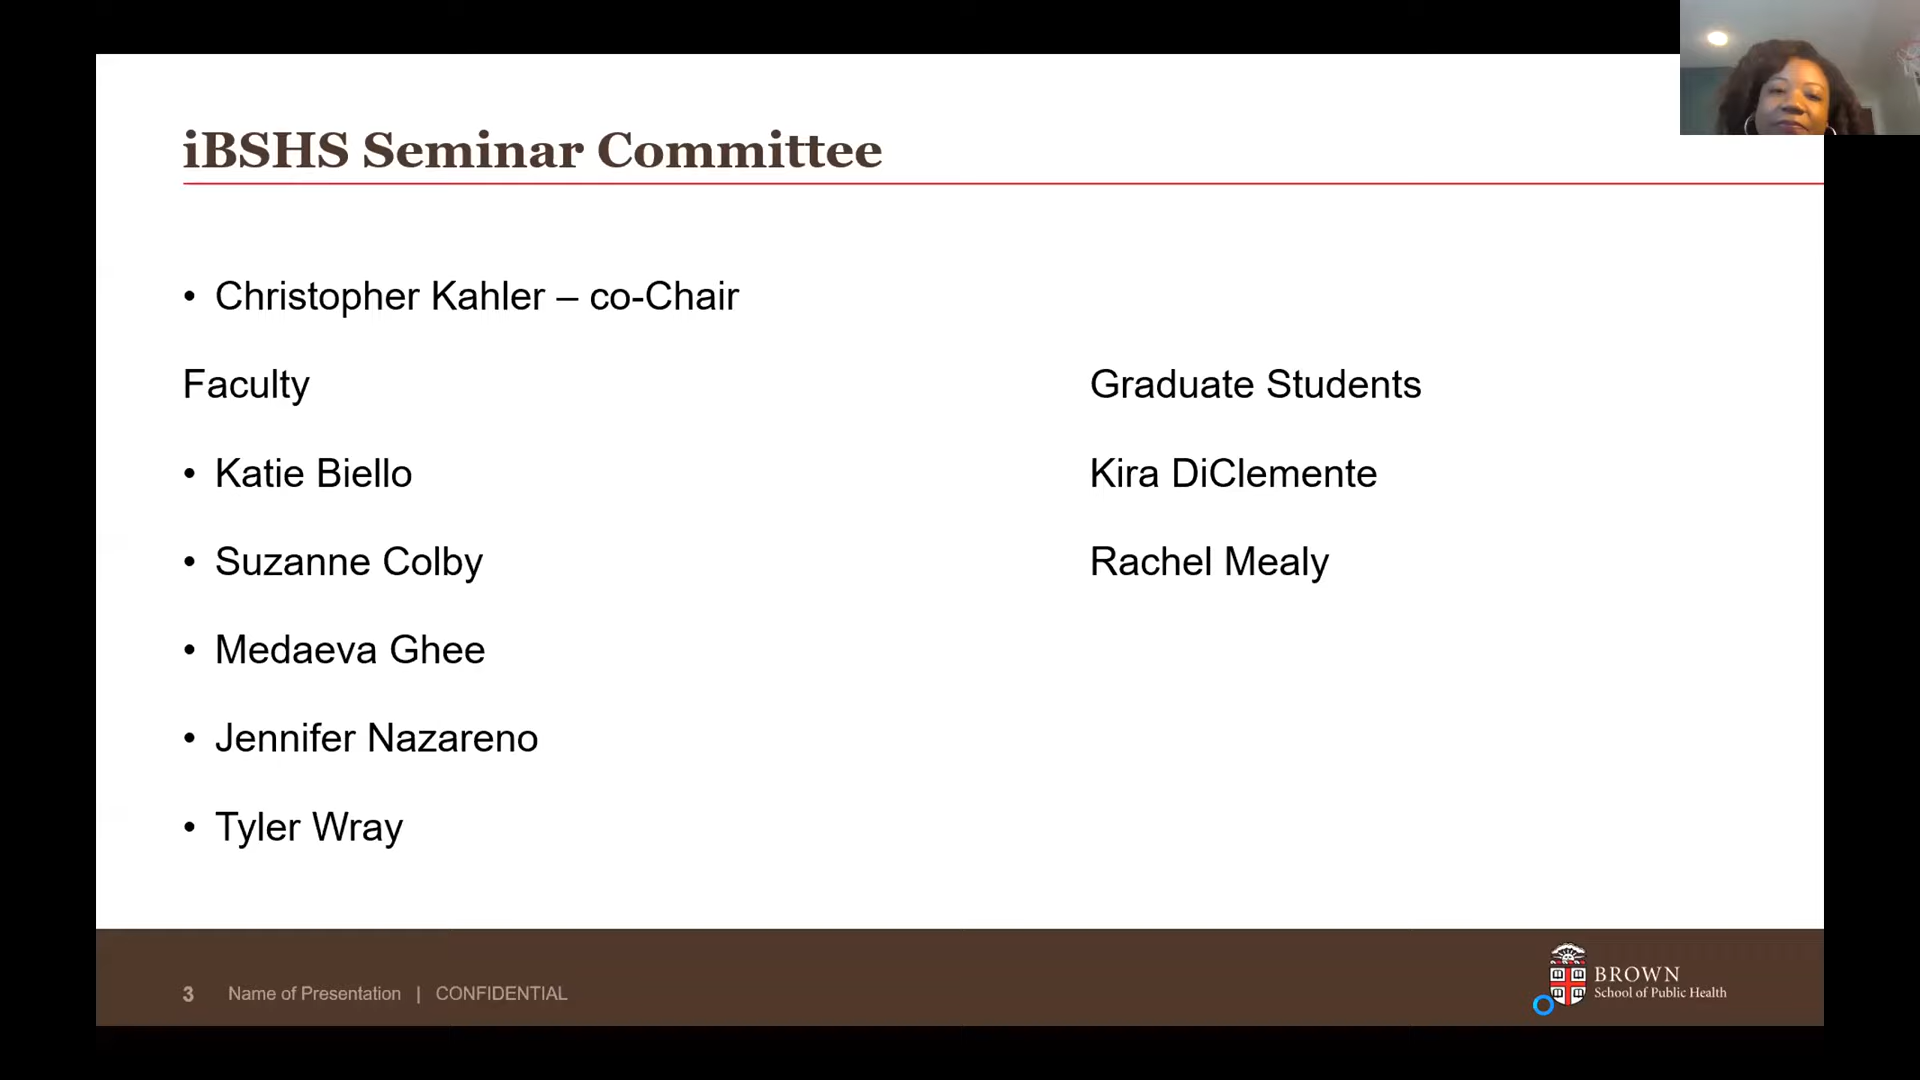 iBSHS Seminar Committee
• Christopher Kahler – co-Chair
Faculty
• Katie Biello
• Suzanne Colby
• Medaeva Ghee
• Jennifer Nazareno
• Tyler Wray
Graduate Students
Kira DiClemente
Rachel Mealy
3 Name of Presentation | CONFIDENTIAL
BROWN
School of Public Health